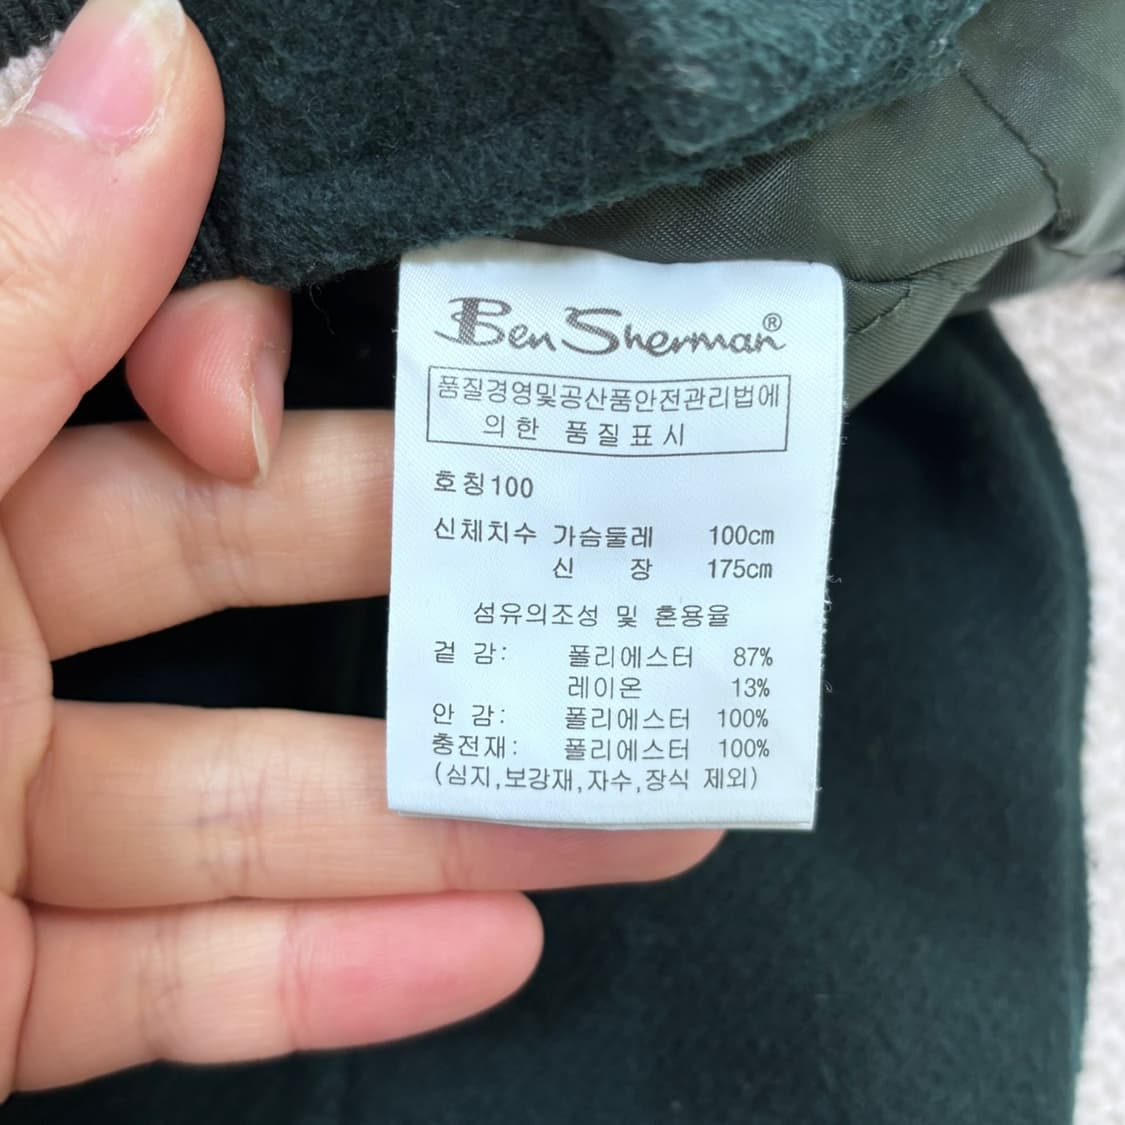 Ben Sherman®
품질경영및공산품안전관리법에
의한 품질표시
호칭100
신체치수 가슴둘레 100cm
신 장 175cm
섬유의조성 및 혼용율
겉 감: 폴리에스터 87%
레이온 13%
안 감: 폴리에스터 100%
충전재: 폴리에스터 100%
(심지,보강재,자수,장식 제외)